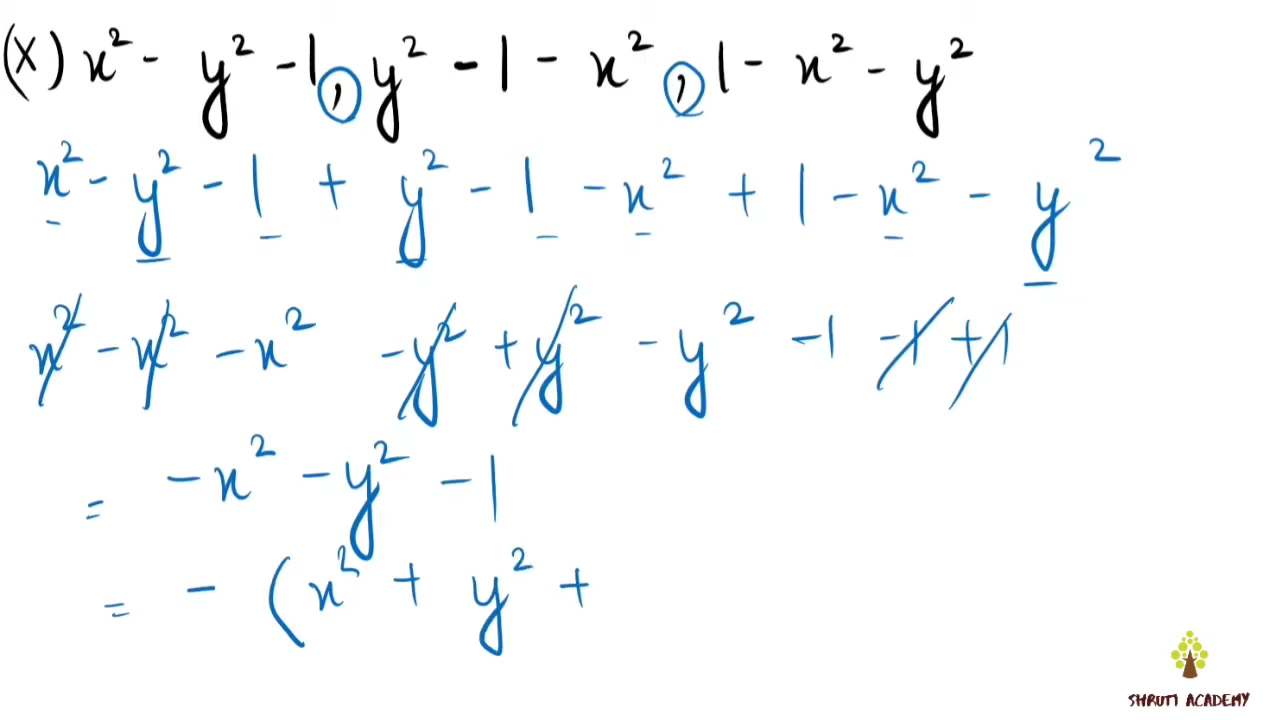 (x) x² - y² - 1, y² - 1 - x², 1 - x² - y²
x² - y² - 1 + y² - 1 - x² + 1 - x² - y²
x² - x² - x² - y² + y² - y² - 1 - 1 + 1
= - x² - y² - 1
= - (x² + y² +
SHRUTI ACADEMY